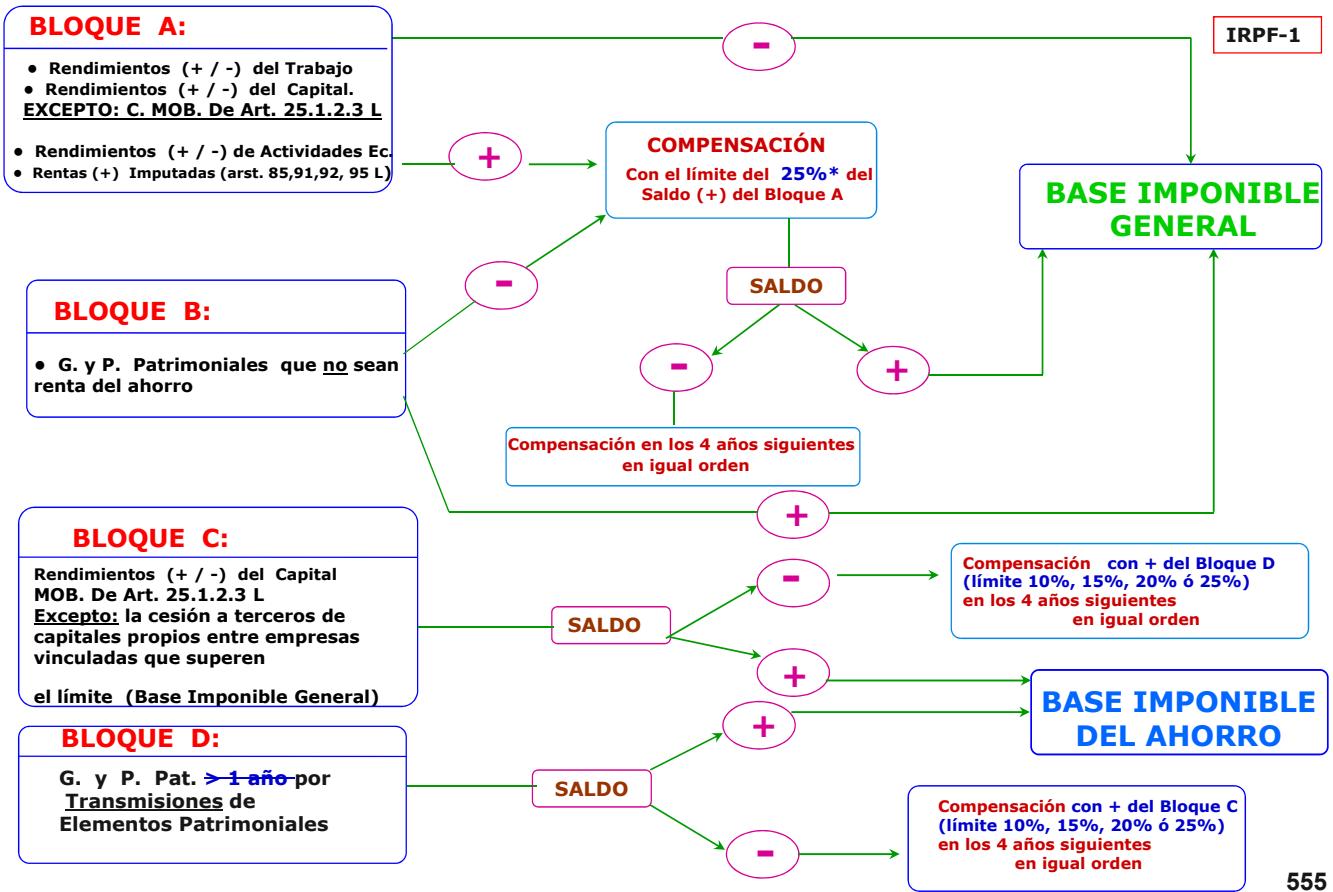 IRPF-1
BLOQUE A:
• Rendimientos (+ / -) del Trabajo
• Rendimientos (+ / -) del Capital.
EXCEPTO: C. MOB. De Art. 25.1.2.3 L
• Rendimientos (+ / -) de Actividades Ec.
• Rentas (+) Imputadas (arst. 85,91,92, 95 L)
-
+
COMPENSACIÓN
Con el límite del 25%* del
Saldo (+) del Bloque A
BASE IMPONIBLE
GENERAL
-
SALDO
BLOQUE B:
• G. y P. Patrimoniales que no sean
renta del ahorro
-
+
Compensación en los 4 años siguientes
en igual orden
+
BLOQUE C:
Rendimientos (+ / -) del Capital
MOB. De Art. 25.1.2.3 L
Excepto: la cesión a terceros de
capitales propios entre empresas
vinculadas que superen
el límite (Base Imponible General)
SALDO
-
Compensación con + del Bloque D
(límite 10%, 15%, 20% ó 25%)
en los 4 años siguientes
en igual orden
+
BASE IMPONIBLE
DEL AHORRO
BLOQUE D:
G. y P. Pat. > 1 año por
Transmisiones de
Elementos Patrimoniales
SALDO
+
-
Compensación con + del Bloque C
(límite 10%, 15%, 20% ó 25%)
en los 4 años siguientes
en igual orden
555